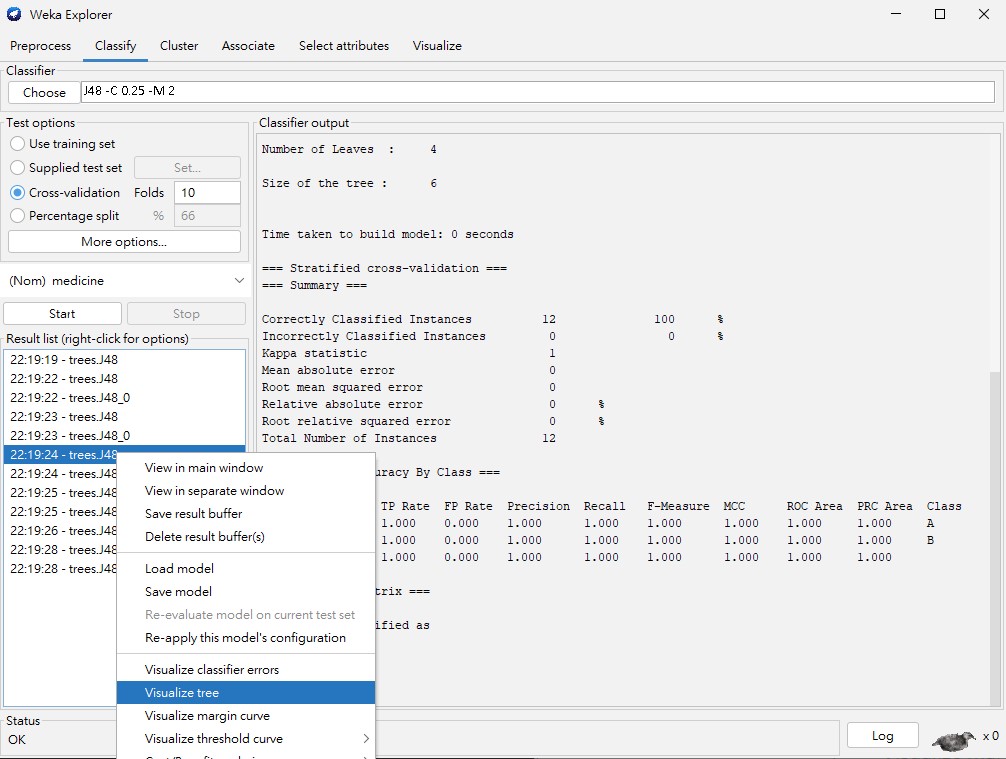 Weka Explorer
Preprocess Classify Cluster Associate Select attributes Visualize
Classifier
Choose J48 -C 0.25 -M 2
Test options
Use training set
Supplied test set Set...
Cross-validation Folds 10
Percentage split % 66
More options...
(Nom) medicine
Start Stop
Result list (right-click for options)
22:19:19 - trees.J48
22:19:22 - trees.J48
22:19:22 - trees.J48_0
22:19:23 - trees.J48
22:19:23 - trees.J48_0
22:19:24 - trees.J48
22:19:24 - trees.J48
22:19:25 - trees.J48
22:19:25 - trees.J48
22:19:26 - trees.J48
22:19:28 - trees.J48
22:19:28 - trees.J48
View in main window
View in separate window
Save result buffer
Delete result buffer(s)
Load model
Save model
Re-evaluate model on current test set
Re-apply this model's configuration
Visualize classifier errors
Visualize tree
Visualize margin curve
Visualize threshold curve
Classifier output
Number of Leaves : 4
Size of the tree : 6
Time taken to build model: 0 seconds
=== Stratified cross-validation ===
=== Summary ===
Correctly Classified Instances 12 100 %
Incorrectly Classified Instances 0 0 %
Kappa statistic 1
Mean absolute error 0
Root mean squared error 0
Relative absolute error 0 %
Root relative squared error 0 %
Total Number of Instances 12
uracy By Class ===
TP Rate FP Rate Precision Recall F-Measure MCC ROC Area PRC Area Class
1.000 0.000 1.000 1.000 1.000 1.000 1.000 1.000 A
1.000 0.000 1.000 1.000 1.000 1.000 1.000 1.000 B
1.000 0.000 1.000 1.000 1.000 1.000 1.000 1.000
trix ===
ified as
Status
OK
Log x 0